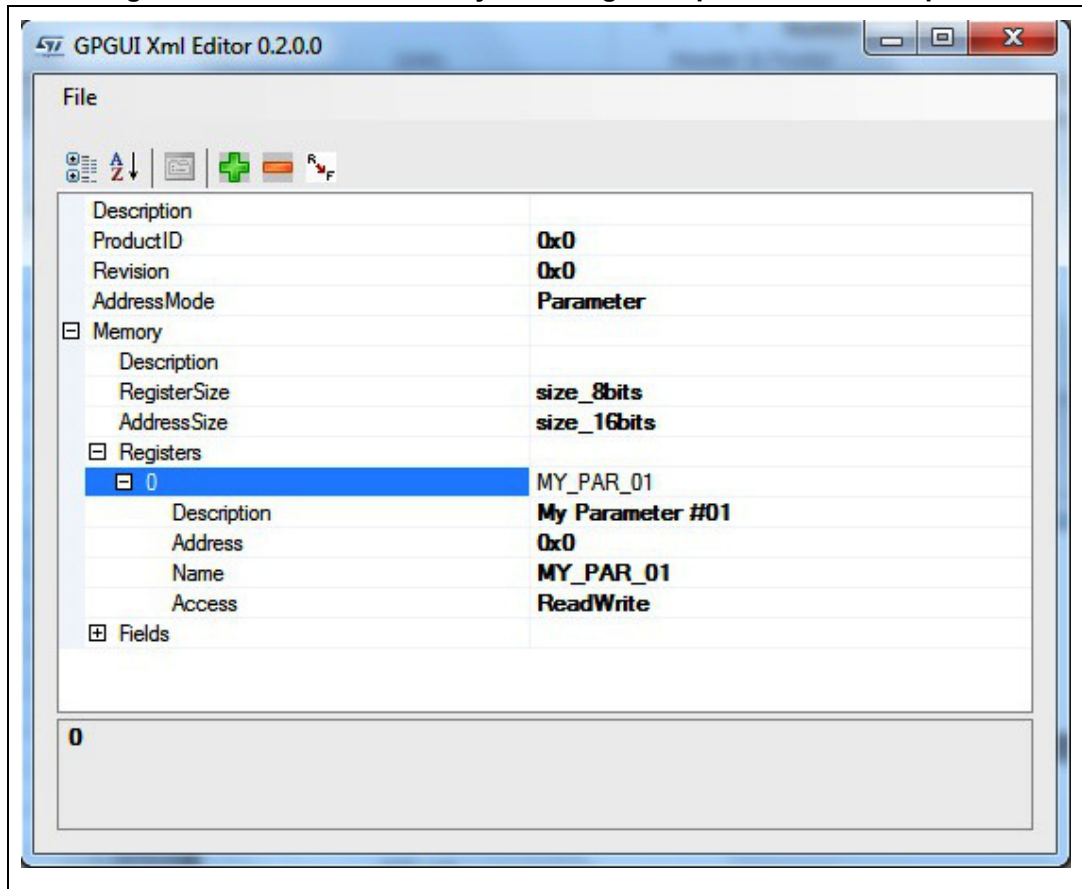 GPGUI Xml Editor 0.2.0.0
File
Description
ProductID 0x0
Revision 0x0
AddressMode Parameter
Memory
Description
RegisterSize size_8bits
AddressSize size_16bits
Registers
0 MY_PAR_01
Description My Parameter #01
Address 0x0
Name MY_PAR_01
Access ReadWrite
Fields
0